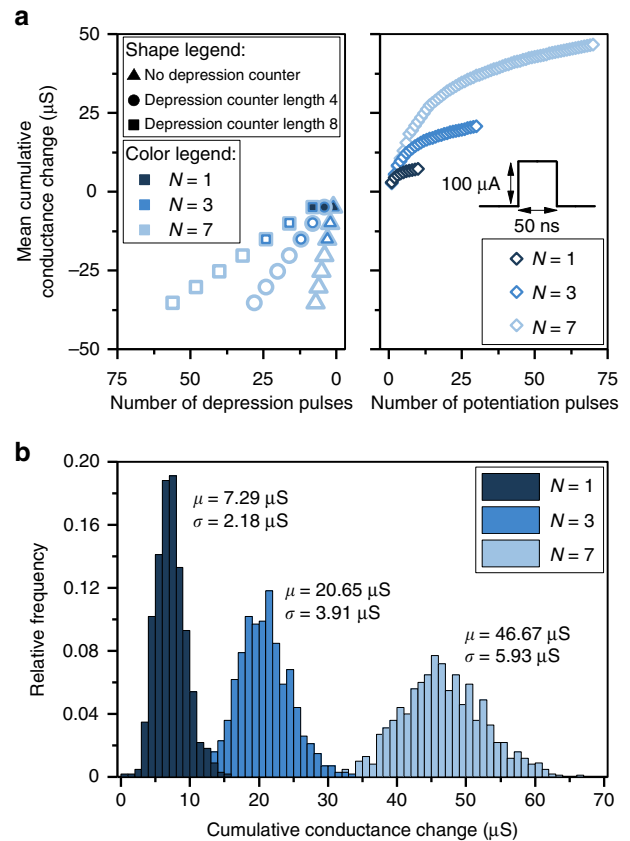 a
50
25
0
−25
−50
Mean cumulative
conductance change (μS)
Shape legend:
No depression counter
Depression counter length 4
Depression counter length 8
Color legend:
N = 1
N = 3
N = 7
75 50 25 0
Number of depression pulses
100 μA
50 ns
N = 1
N = 3
N = 7
0 25 50 75
Number of potentiation pulses
b
0.20
0.16
0.12
0.08
0.04
0
Relative frequency
μ = 7.29 μS
σ = 2.18 μS
μ = 20.65 μS
σ = 3.91 μS
μ = 46.67 μS
σ = 5.93 μS
N = 1
N = 3
N = 7
0 10 20 30 40 50 60 70
Cumulative conductance change (μS)